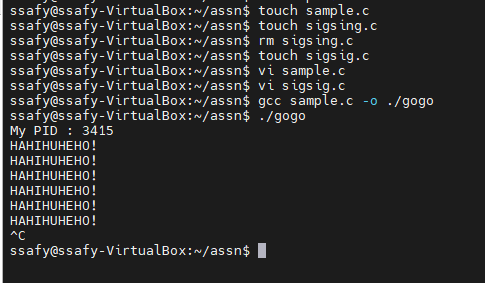 ssafy@ssafy-VirtualBox:~/assn$ touch sample.c
ssafy@ssafy-VirtualBox:~/assn$ touch sigsing.c
ssafy@ssafy-VirtualBox:~/assn$ rm sigsing.c
ssafy@ssafy-VirtualBox:~/assn$ touch sigsig.c
ssafy@ssafy-VirtualBox:~/assn$ vi sample.c
ssafy@ssafy-VirtualBox:~/assn$ vi sigsig.c
ssafy@ssafy-VirtualBox:~/assn$ gcc sample.c -o ./gogo
ssafy@ssafy-VirtualBox:~/assn$ ./gogo
My PID : 3415
HAHIHUHEHO!
HAHIHUHEHO!
HAHIHUHEHO!
HAHIHUHEHO!
HAHIHUHEHO!
HAHIHUHEHO!
^C
ssafy@ssafy-VirtualBox:~/assn$